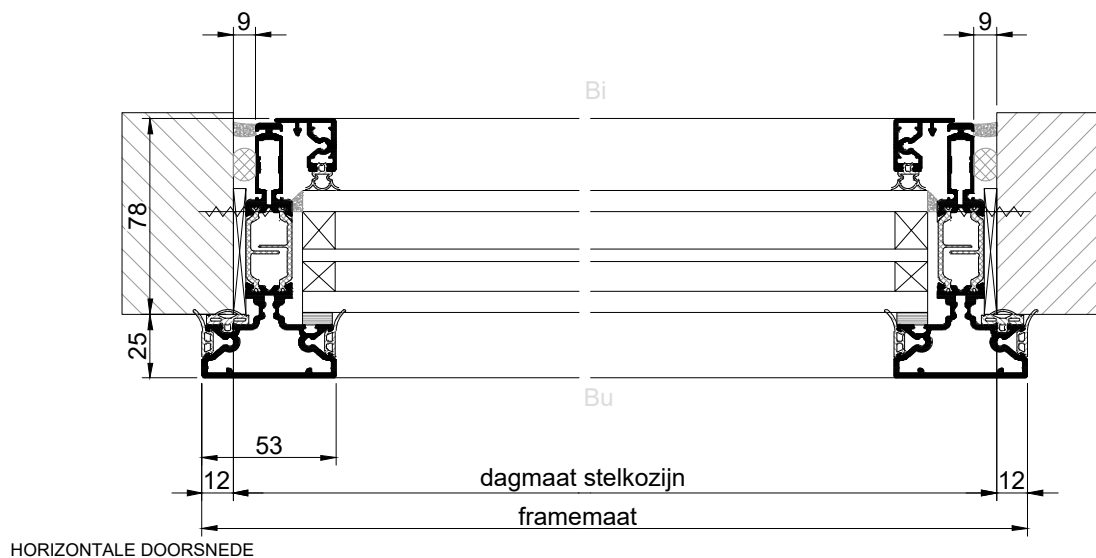 9 9
Bi
78
25
Bu
53
12 dagmaat stelkozijn 12
framemaat
HORIZONTALE DOORSNEDE